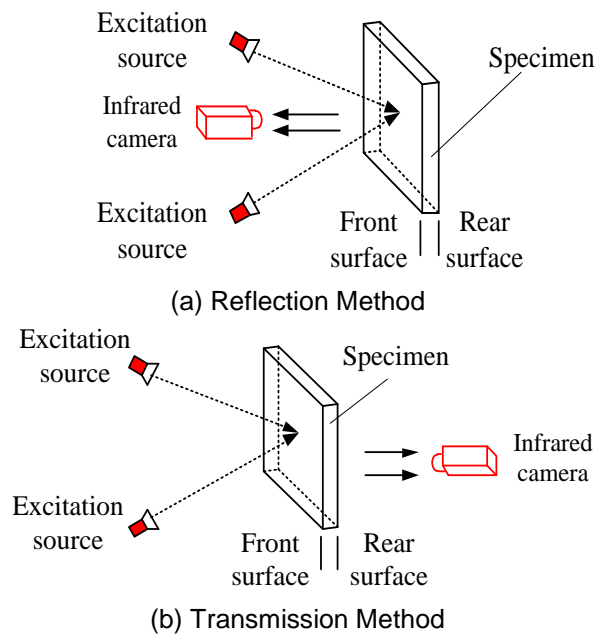 Excitation
source
Specimen
Infrared
camera
Excitation
source
Front
surface
Rear
surface
(a) Reflection Method
Excitation
source
Specimen
Infrared
camera
Excitation
source
Front
surface
Rear
surface
(b) Transmission Method